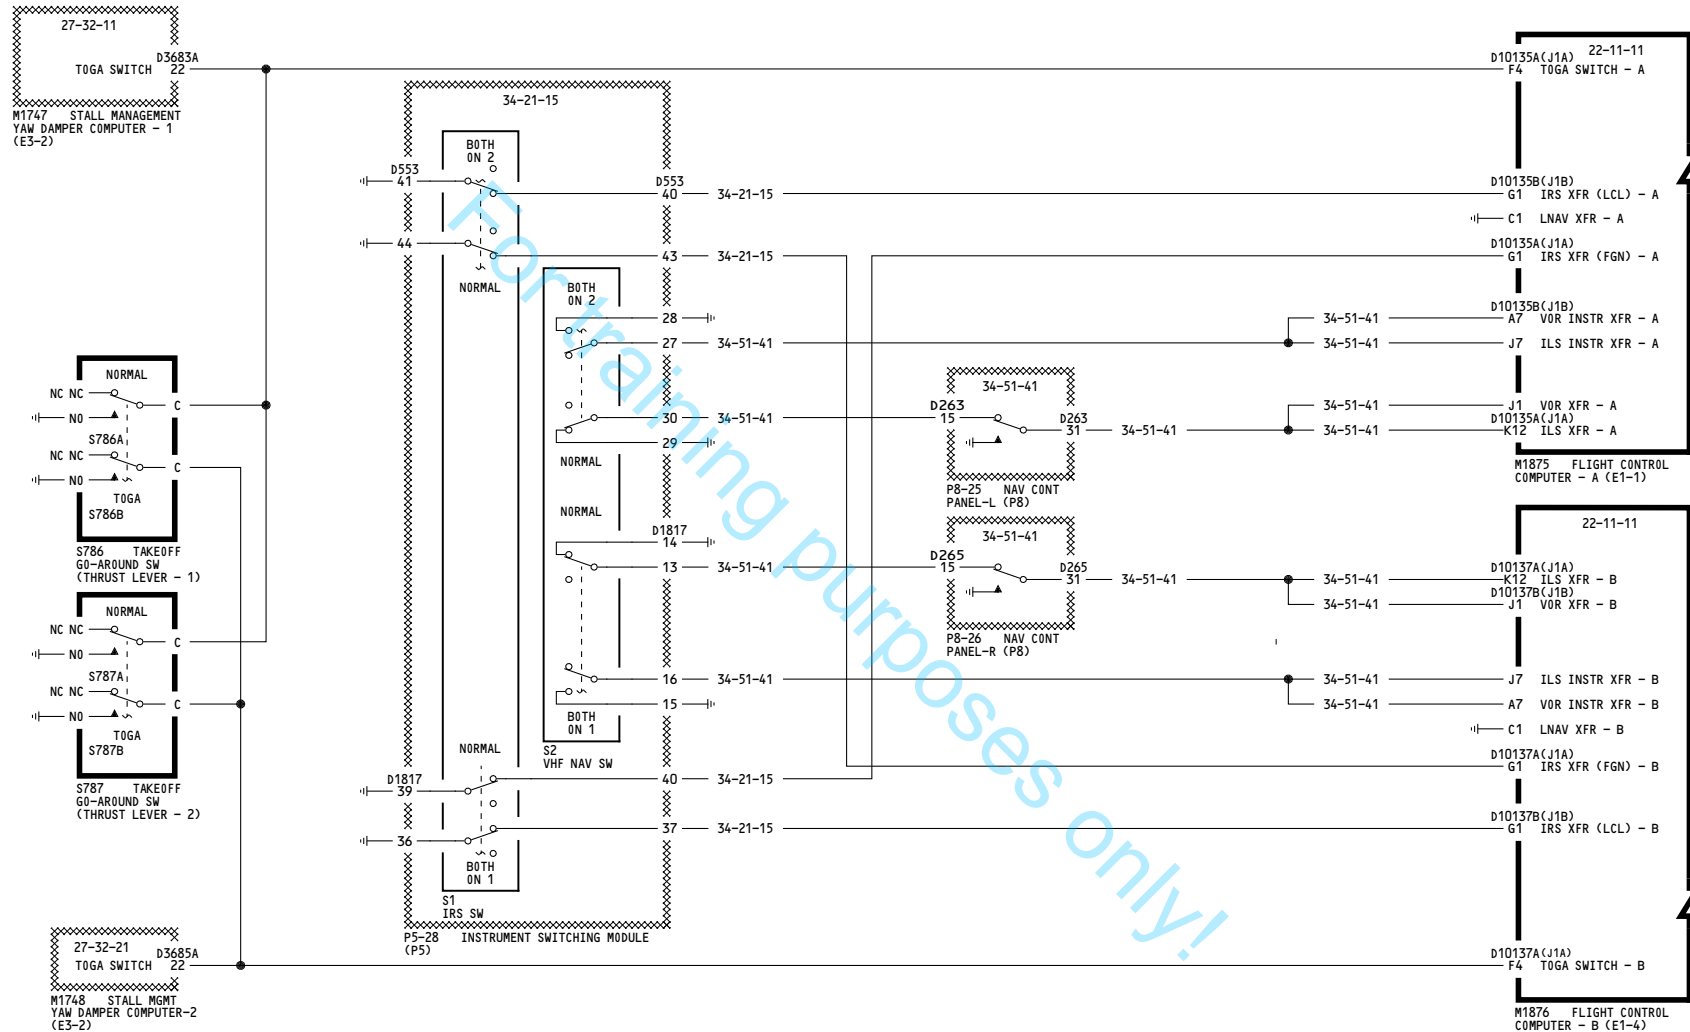 27-32-11
D3683A
TOGA SWITCH 22
M1747 STALL MANAGEMENT
YAW DAMPER COMPUTER - 1
(E3-2)
NORMAL
NC NC
C
NO
S786A
NC NC
C
NO
TOGA
S786B
S786 TAKEOFF
GO-AROUND SW
(THRUST LEVER - 1)
NORMAL
NC NC
C
NO
S787A
NC NC
C
NO
TOGA
S787B
S787 TAKEOFF
GO-AROUND SW
(THRUST LEVER - 2)
27-32-21
D3685A
TOGA SWITCH 22
M1748 STALL MGMT
YAW DAMPER COMPUTER-2
(E3-2)
34-21-15
BOTH
ON 2
D553
41
D553
40 34-21-15
44
43 34-21-15
NORMAL
BOTH
ON 2
28
27 34-51-41
30 34-51-41
29
NORMAL
NORMAL
D1817
14
13 34-51-41
16 34-51-41
15
BOTH
ON 1
S2
VHF NAV SW
NORMAL
D1817
39
40 34-21-15
36
37 34-21-15
BOTH
ON 1
S1
IRS SW
P5-28 INSTRUMENT SWITCHING MODULE
(P5)
34-51-41
D263
15
D263
31 34-51-41
P8-25 NAV CONT
PANEL-L (P8)
34-51-41
D265
15
D265
31 34-51-41
P8-26 NAV CONT
PANEL-R (P8)
22-11-11
D10135A(J1A)
F4 TOGA SWITCH - A
D10135B(J1B)
G1 IRS XFR (LCL) - A
C1 LNAV XFR - A
D10135A(J1A)
G1 IRS XFR (FGN) - A
D10135B(J1B)
34-51-41 A7 VOR INSTR XFR - A
34-51-41 J7 ILS INSTR XFR - A
34-51-41 J1 VOR XFR - A
D10135A(J1A)
34-51-41 K12 ILS XFR - A
M1875 FLIGHT CONTROL
COMPUTER - A (E1-1)
22-11-11
D10137A(J1A)
34-51-41 K12 ILS XFR - B
D10137B(J1B)
34-51-41 J1 VOR XFR - B
34-51-41 J7 ILS INSTR XFR - B
34-51-41 A7 VOR INSTR XFR - B
C1 LNAV XFR - B
D10137A(J1A)
G1 IRS XFR (FGN) - B
D10137B(J1B)
G1 IRS XFR (LCL) - B
D10137A(J1A)
F4 TOGA SWITCH - B
M1876 FLIGHT CONTROL
COMPUTER - B (E1-4)
For training purposes only!